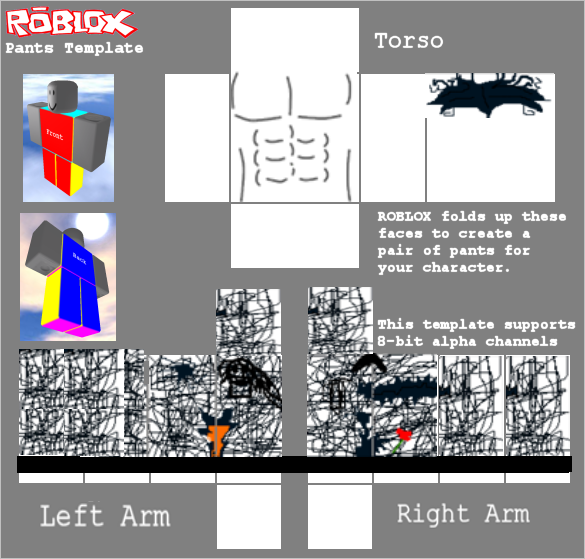 ROBLOX
Pants Template
Torso
Front
Back
ROBLOX folds up these
faces to create a
pair of pants for
your character.
This template supports
8-bit alpha channels
Left Arm
Right Arm